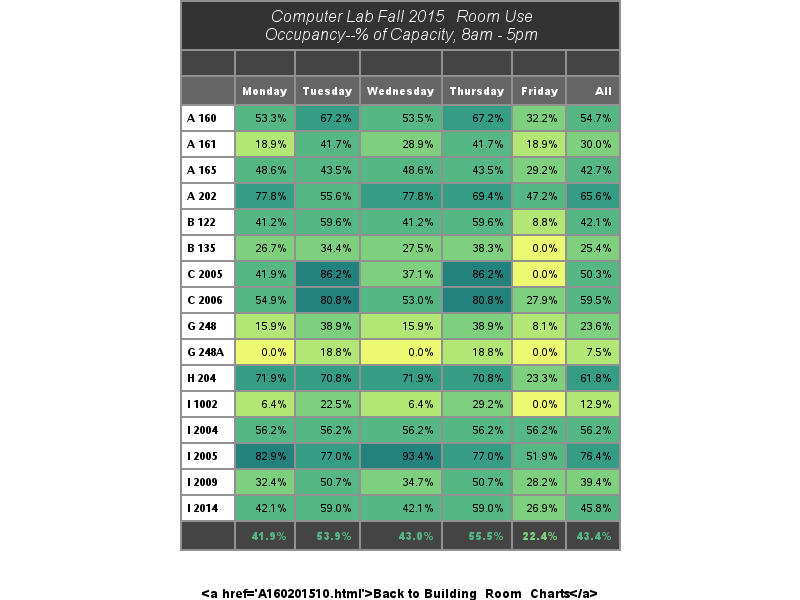 Computer Lab Fall 2015 Room Use
Occupancy--% of Capacity, 8am - 5pm
Monday Tuesday Wednesday Thursday Friday All
A 160 53.3% 67.2% 53.5% 67.2% 32.2% 54.7%
A 161 18.9% 41.7% 28.9% 41.7% 18.9% 30.0%
A 165 48.6% 43.5% 48.6% 43.5% 29.2% 42.7%
A 202 77.8% 55.6% 77.8% 69.4% 47.2% 65.6%
B 122 41.2% 59.6% 41.2% 59.6% 8.8% 42.1%
B 135 26.7% 34.4% 27.5% 38.3% 0.0% 25.4%
C 2005 41.9% 86.2% 37.1% 86.2% 0.0% 50.3%
C 2006 54.9% 80.8% 53.0% 80.8% 27.9% 59.5%
G 248 15.9% 38.9% 15.9% 38.9% 8.1% 23.6%
G 248A 0.0% 18.8% 0.0% 18.8% 0.0% 7.5%
H 204 71.9% 70.8% 71.9% 70.8% 23.3% 61.8%
I 1002 6.4% 22.5% 6.4% 29.2% 0.0% 12.9%
I 2004 56.2% 56.2% 56.2% 56.2% 56.2% 56.2%
I 2005 82.9% 77.0% 93.4% 77.0% 51.9% 76.4%
I 2009 32.4% 50.7% 34.7% 50.7% 28.2% 39.4%
I 2014 42.1% 59.0% 42.1% 59.0% 26.9% 45.8%
41.9% 53.9% 43.0% 55.5% 22.4% 43.4%
<a href='A160201510.html'>Back to Building_Room_Charts</a>